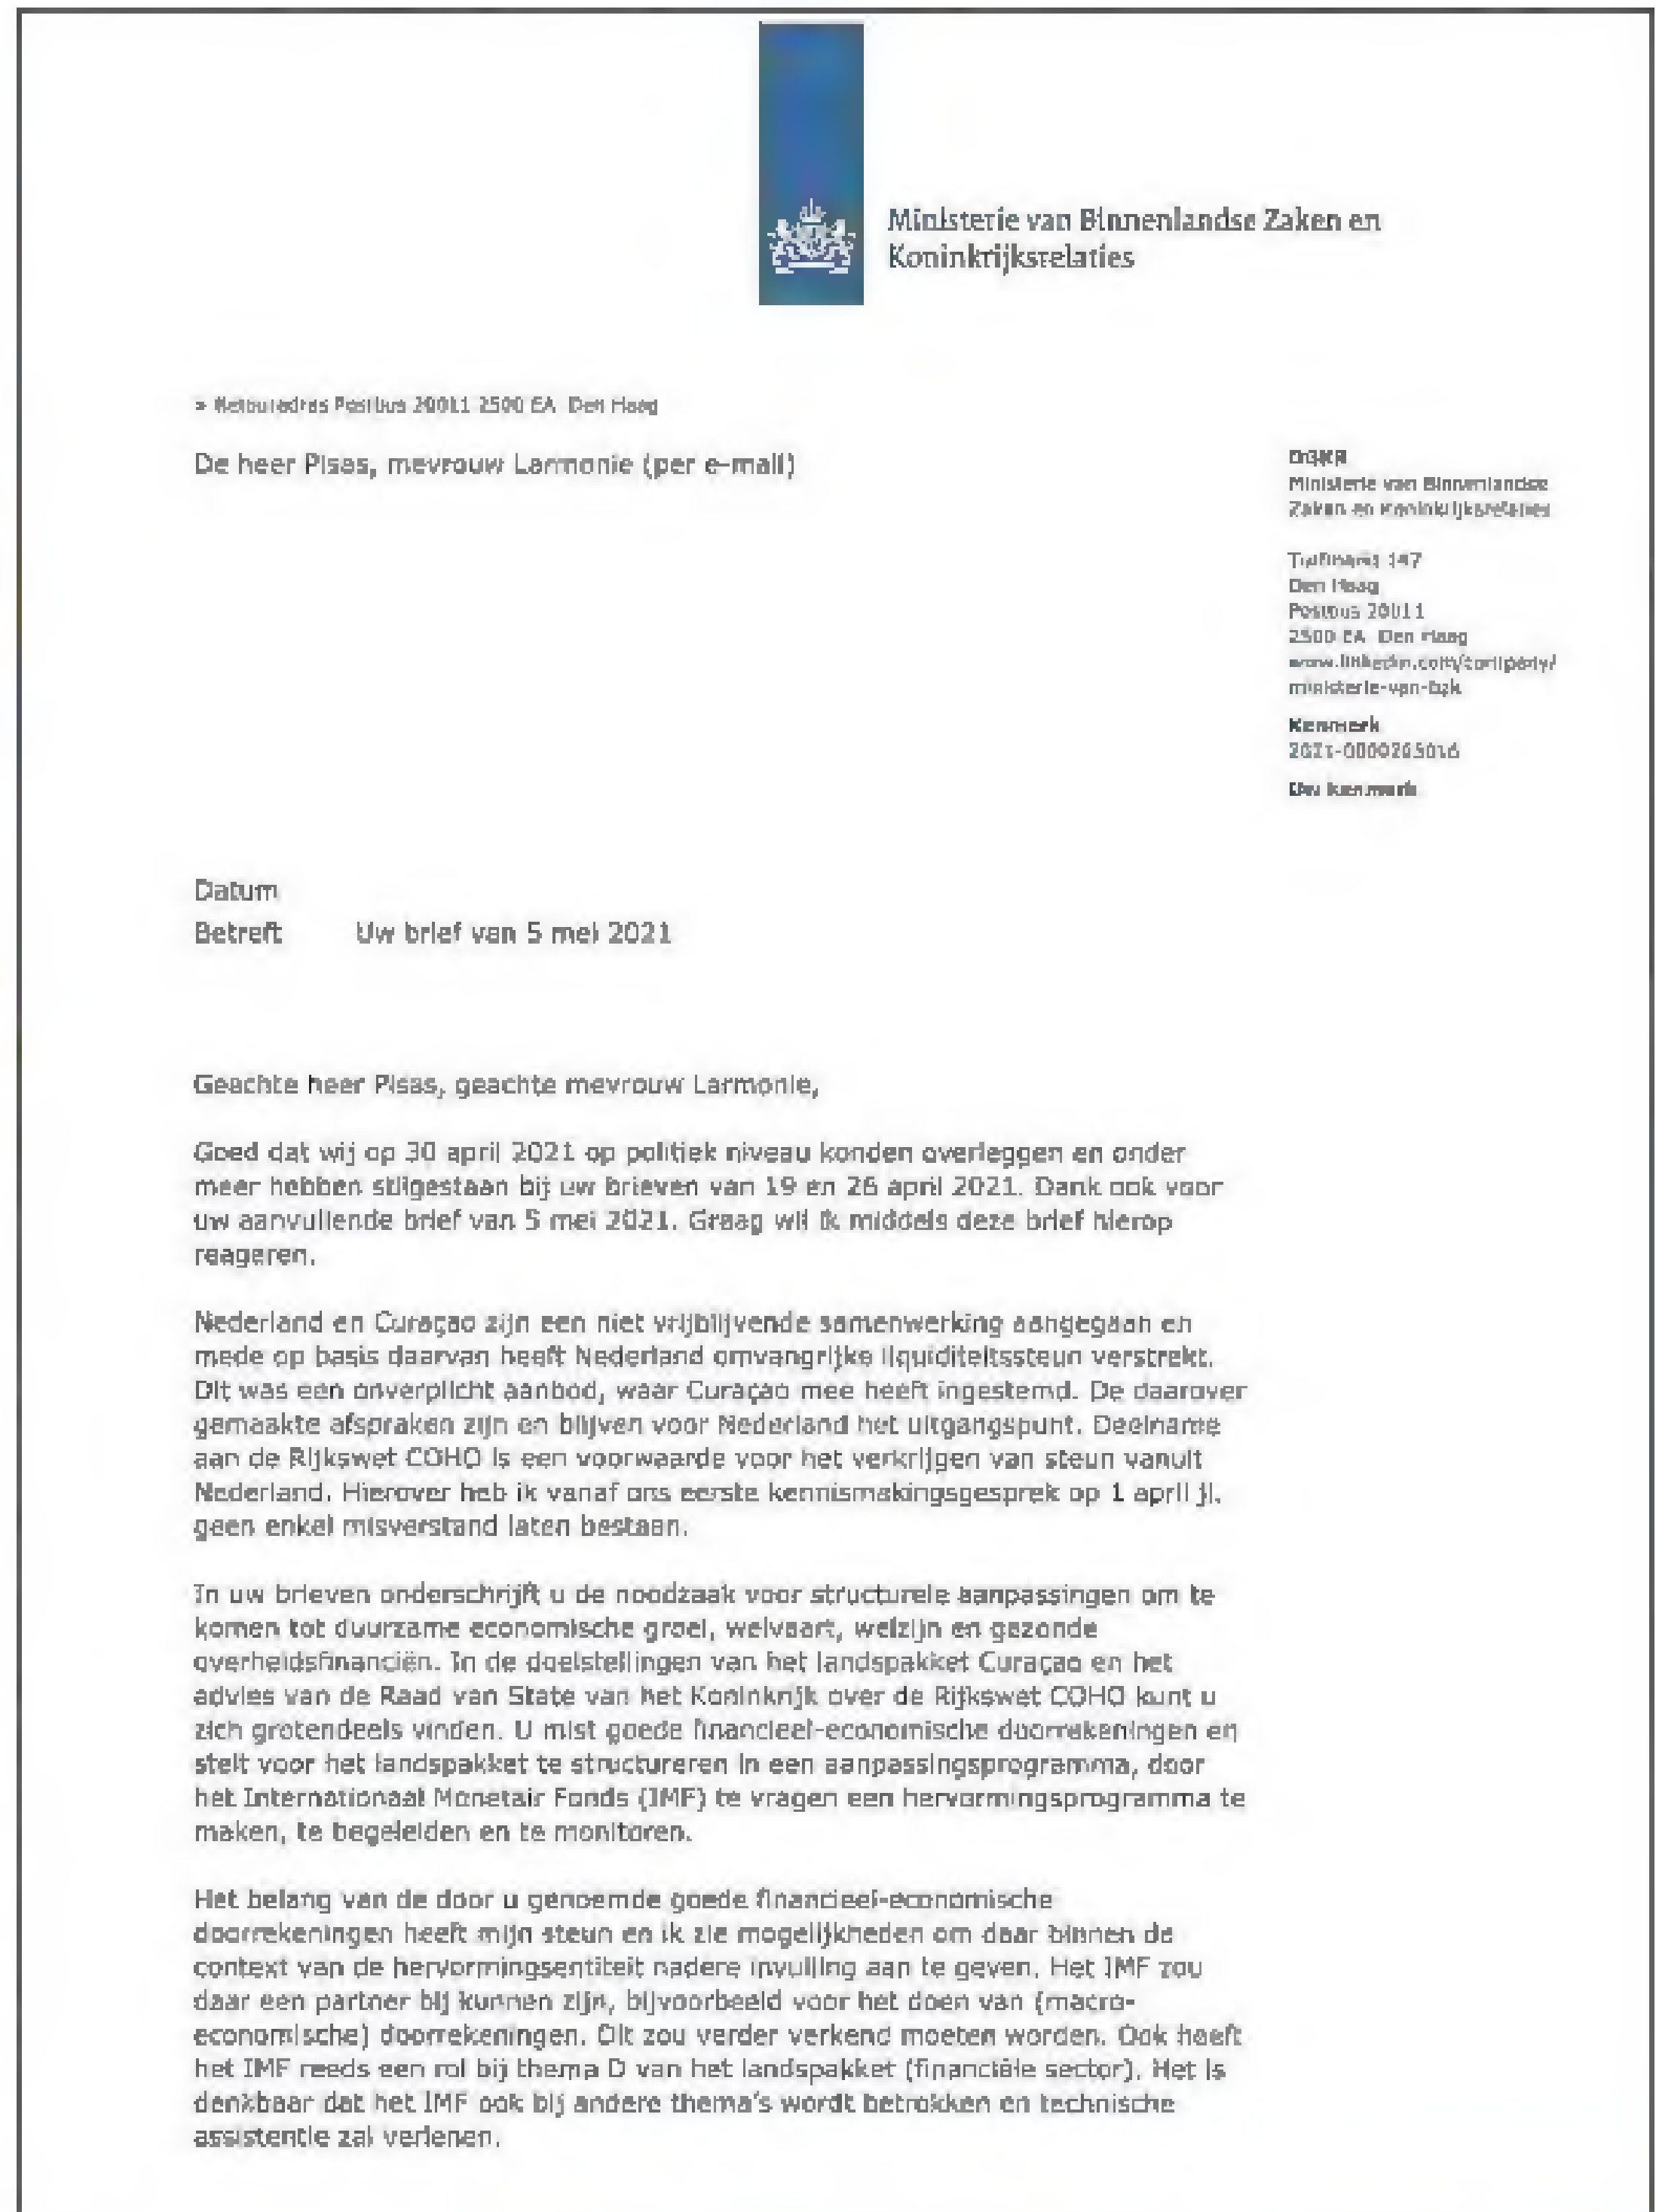 Ministerie van Binnenlandse Zaken en
Koninkrijksrelaties
> Retouradres Postbus 20011 2500 EA Den Haag
De heer Pisas, mevrouw Larmonie (per e-mail)
DGKR
Ministerie van Binnenlandse
Zaken en Koninkrijksrelaties
Turfmarkt 147
Den Haag
Postbus 20011
2500 EA Den Haag
www.linkedin.com/company/
ministerie-van-bzk
Kenmerk
2021-0000265016
Uw kenmerk
Datum
Betreft Uw brief van 5 mei 2021
Geachte heer Pisas, geachte mevrouw Larmonie,
Goed dat wij op 30 april 2021 op politiek niveau konden overleggen en onder
meer hebben stilgestaan bij uw brieven van 19 en 26 april 2021. Dank ook voor
uw aanvullende brief van 5 mei 2021. Graag wil ik middels deze brief hierop
reageren.
Nederland en Curaçao zijn een niet vrijblijvende samenwerking aangegaan en
mede op basis daarvan heeft Nederland omvangrijke liquiditeitssteun verstrekt.
Dit was een onverplicht aanbod, waar Curaçao mee heeft ingestemd. De daarover
gemaakte afspraken zijn en blijven voor Nederland het uitgangspunt. Deelname
aan de Rijkswet COHO is een voorwaarde voor het verkrijgen van steun vanuit
Nederland. Hierover heb ik vanaf ons eerste kennismakingsgesprek op 1 april jl.
geen enkel misverstand laten bestaan.
In uw brieven onderschrijft u de noodzaak voor structurele aanpassingen om te
komen tot duurzame economische groei, welvaart, welzijn en gezonde
overheidsfinanciën. In de doelstellingen van het landspakket Curaçao en het
advies van de Raad van State van het Koninkrijk over de Rijkswet COHO kunt u
zich grotendeels vinden. U mist goede financieel-economische doorrekeningen en
stelt voor het landspakket te structureren in een aanpassingsprogramma, door
het Internationaal Monetair Fonds (IMF) te vragen een hervormingsprogramma te
maken, te begeleiden en te monitoren.
Het belang van de door u genoemde goede financieel-economische
doorrekeningen heeft mijn steun en ik zie mogelijkheden om daar binnen de
context van de hervormingsentiteit nadere invulling aan te geven. Het IMF zou
daar een partner bij kunnen zijn, bijvoorbeeld voor het doen van (macro-
economische) doorrekeningen. Dit zou verder verkend moeten worden. Ook heeft
het IMF reeds een rol bij thema D van het landspakket (financiële sector). Het is
denkbaar dat het IMF ook bij andere thema's wordt betrokken en technische
assistentie zal verlenen.